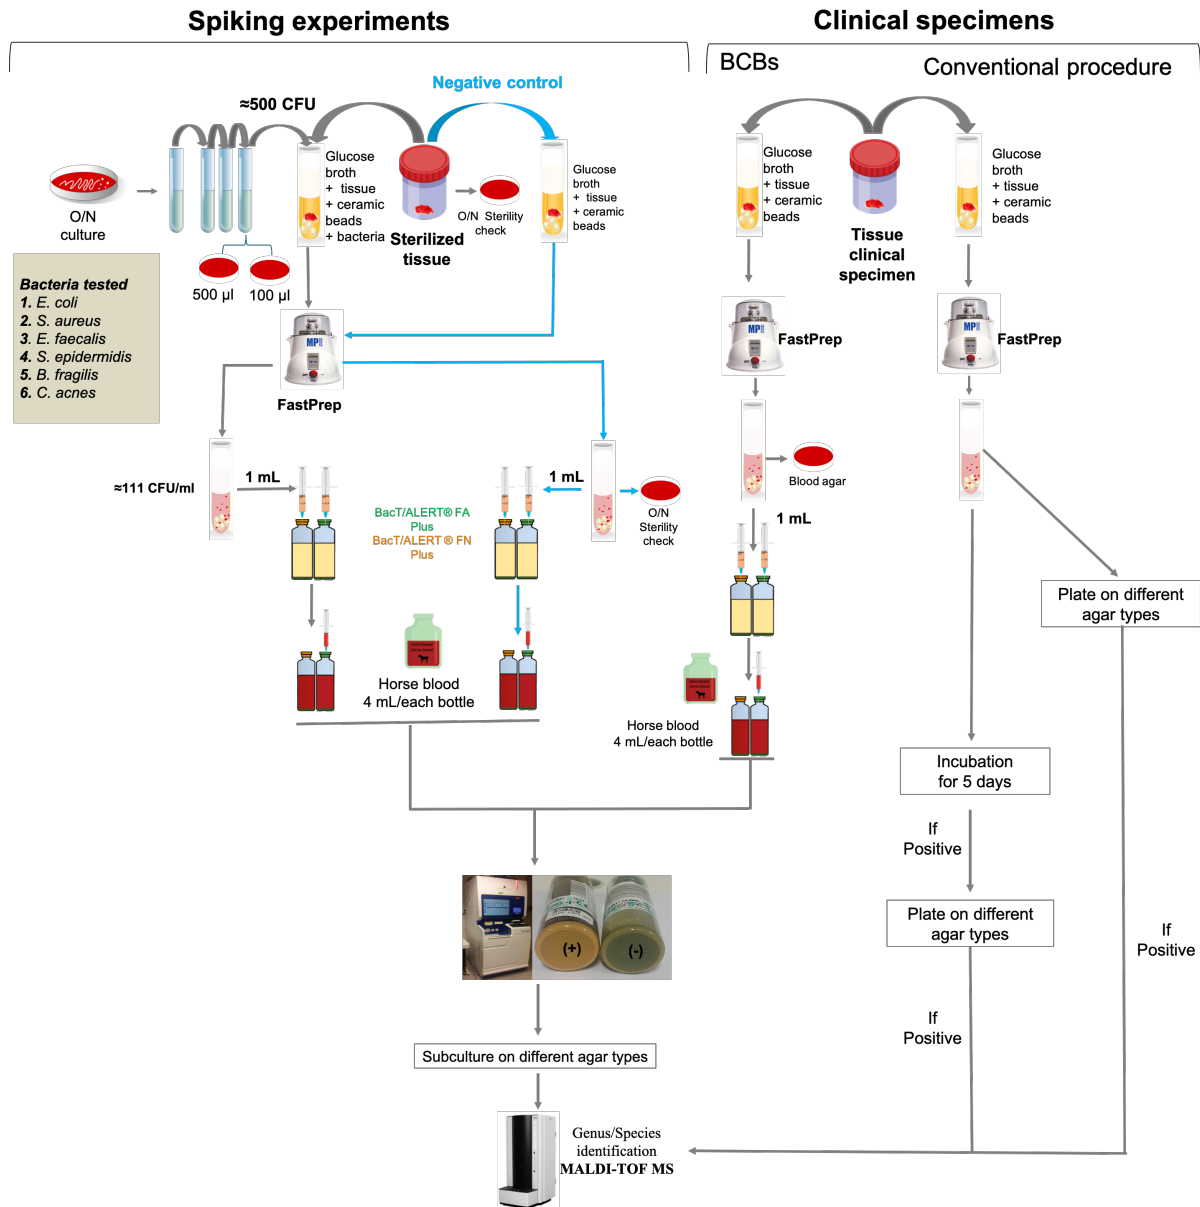 Spiking experiments
Clinical specimens
BCBs
Conventional procedure
Negative control
≈500 CFU
O/N
culture
Glucose
broth
+ tissue
+ ceramic
beads
+ bacteria
Sterilized
tissue
O/N Sterility
check
Glucose
broth
+ tissue
+ ceramic
beads
500 µl
100 µl
Bacteria tested
1. E. coli
2. S. aureus
3. E. faecalis
4. S. epidermidis
5. B. fragilis
6. C. acnes
MP
FastPrep
≈111 CFU/ml
1 mL
BacT/ALERT® FA
Plus
BacT/ALERT ® FN
Plus
1 mL
O/N
Sterility
check
Horse blood
4 mL/each bottle
Glucose
broth
+ tissue
+ ceramic
beads
Tissue
clinical
specimen
Glucose
broth
+ tissue
+ ceramic
beads
MP
FastPrep
MP
FastPrep
Blood agar
1 mL
Horse blood
4 mL/each bottle
Plate on different
agar types
Incubation
for 5 days
If
Positive
Plate on different
agar types
If
Positive
If
Positive
(+)
(-)
Subculture on different agar types
Genus/Species
identification
MALDI-TOF MS